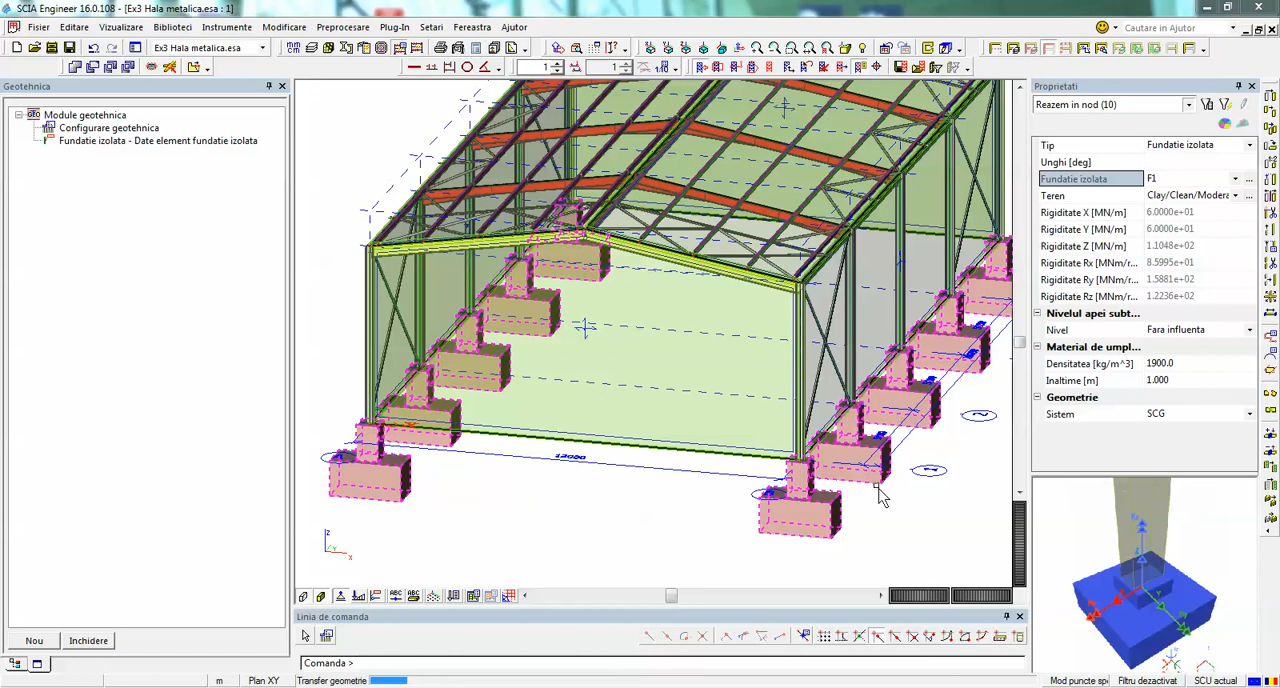 SCIA Engineer 16.0.108 - [Ex3 Hala metalica.esa : 1]
Fisier Editare Vizualizare Biblioteci Instrumente Modificare Preprocesare Plug-In Setari Fereastra Ajutor
Cautare in Ajutor
Ex3 Hala metalica.esa
1 1
Geotehnica
Module geotehnica
Configurare geotehnica
Fundatie izolata - Date element fundatie izolata
Nou Inchidere
12000
Linia de comanda
Comanda >
Proprietati
Reazem in nod (10)
Tip Fundatie izolata
Unghi [deg]
Fundatie izolata F1
Teren Clay/Clean/Modera
Rigiditate X [MN/m] 6.0000e+01
Rigiditate Y [MN/m] 6.0000e+01
Rigiditate Z [MN/m] 1.1048e+02
Rigiditate Rx [MNm/r... 8.5995e+01
Rigiditate Ry [MNm/r... 1.5881e+02
Rigiditate Rz [MNm/r... 1.2236e+02
Nivelul apei subt...
Nivel Fara influenta
Material de umpl...
Densitatea [kg/m^3] 1900.0
Inaltime [m] 1.000
Geometrie
Sistem SCG
m Plan XY Transfer geometrie Mod puncte spe Filtru dezactivat SCU actual